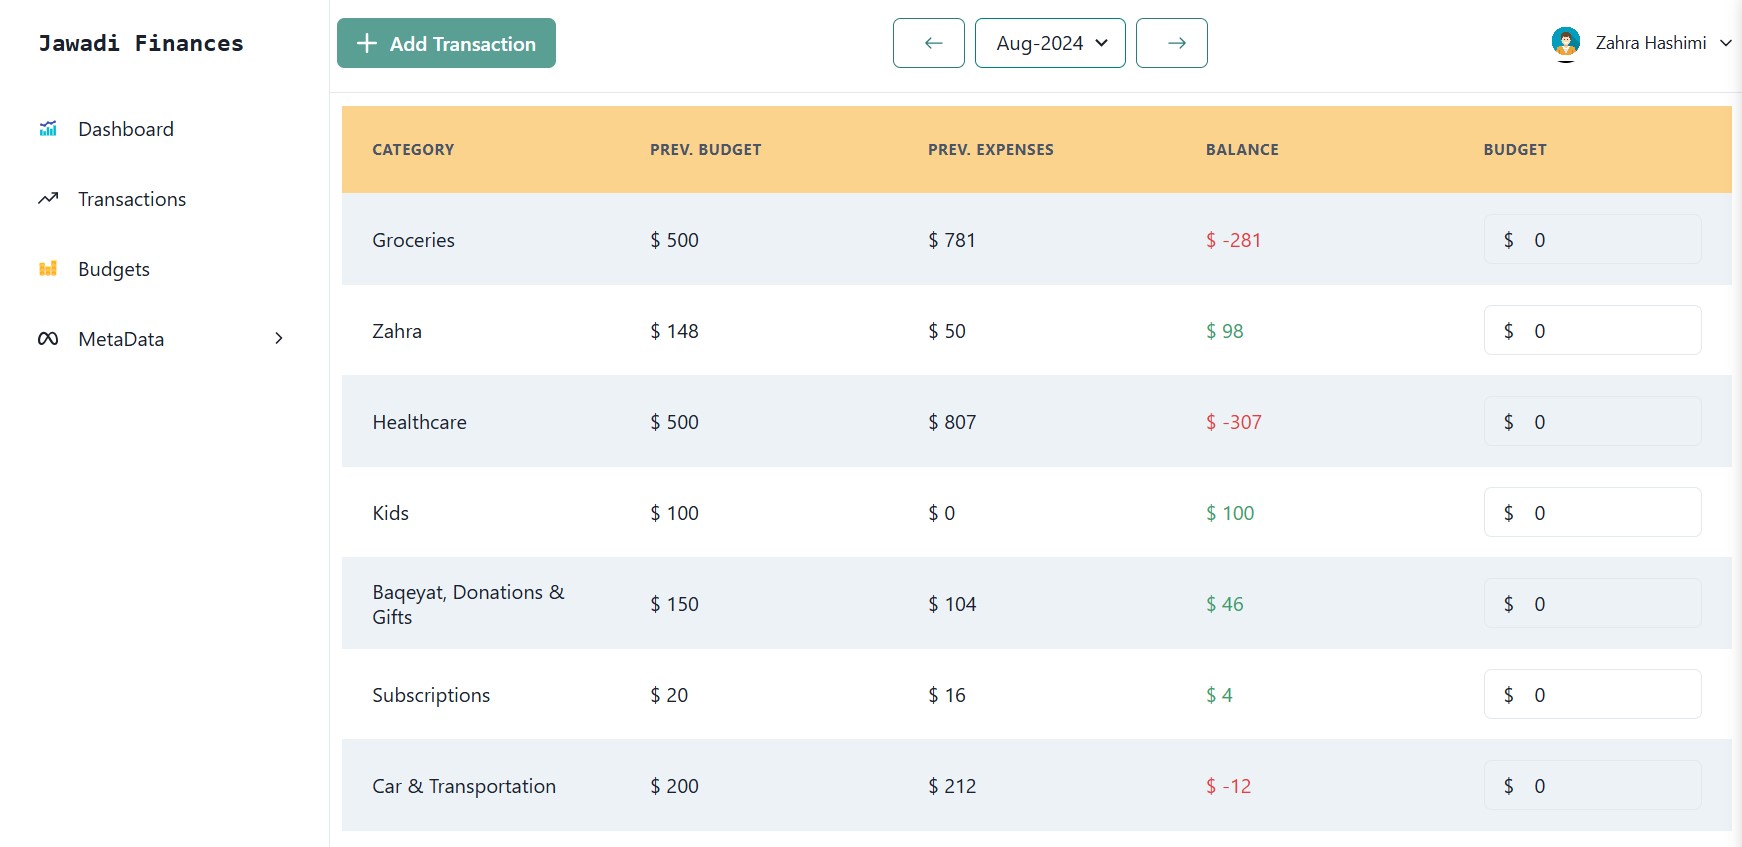 Jawadi Finances
Add Transaction
Aug-2024
Zahra Hashimi
Dashboard
Transactions
Budgets
MetaData
CATEGORY PREV. BUDGET PREV. EXPENSES BALANCE BUDGET
Groceries $ 500 $ 781 $ -281 $ 0
Zahra $ 148 $ 50 $ 98 $ 0
Healthcare $ 500 $ 807 $ -307 $ 0
Kids $ 100 $ 0 $ 100 $ 0
Baqeyat, Donations &
Gifts $ 150 $ 104 $ 46 $ 0
Subscriptions $ 20 $ 16 $ 4 $ 0
Car & Transportation $ 200 $ 212 $ -12 $ 0